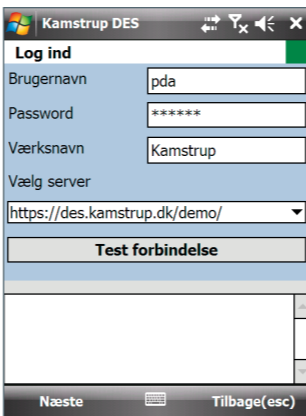 Kamstrup DES
Log ind
Brugernavn pda
Password ******
Værksnavn Kamstrup
Vælg server
https://des.kamstrup.dk/demo/
Test forbindelse
Næste Tilbage(esc)